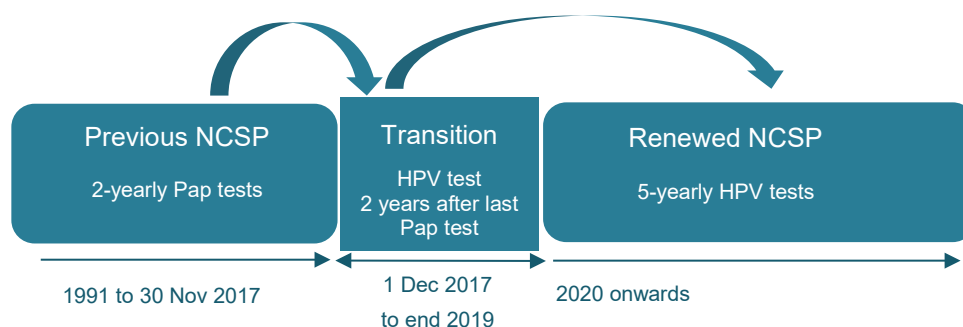 Previous NCSP
2-yearly Pap tests
Transition
HPV test
2 years after last
Pap test
Renewed NCSP
5-yearly HPV tests
1991 to 30 Nov 2017
1 Dec 2017
to end 2019
2020 onwards